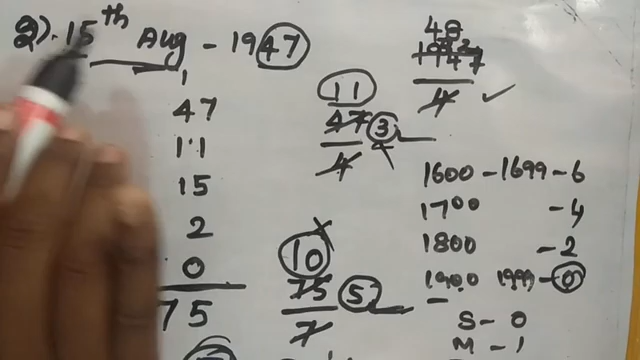 2). 15th Aug - 1947
1
47
11
15
2
0
75
11
47 3
4
10
75 5
7
48
1947
4 ✓
1600 - 1699 - 6
1700 - 4
1800 - 2
1900 1999 - 0
S - 0
M - 1